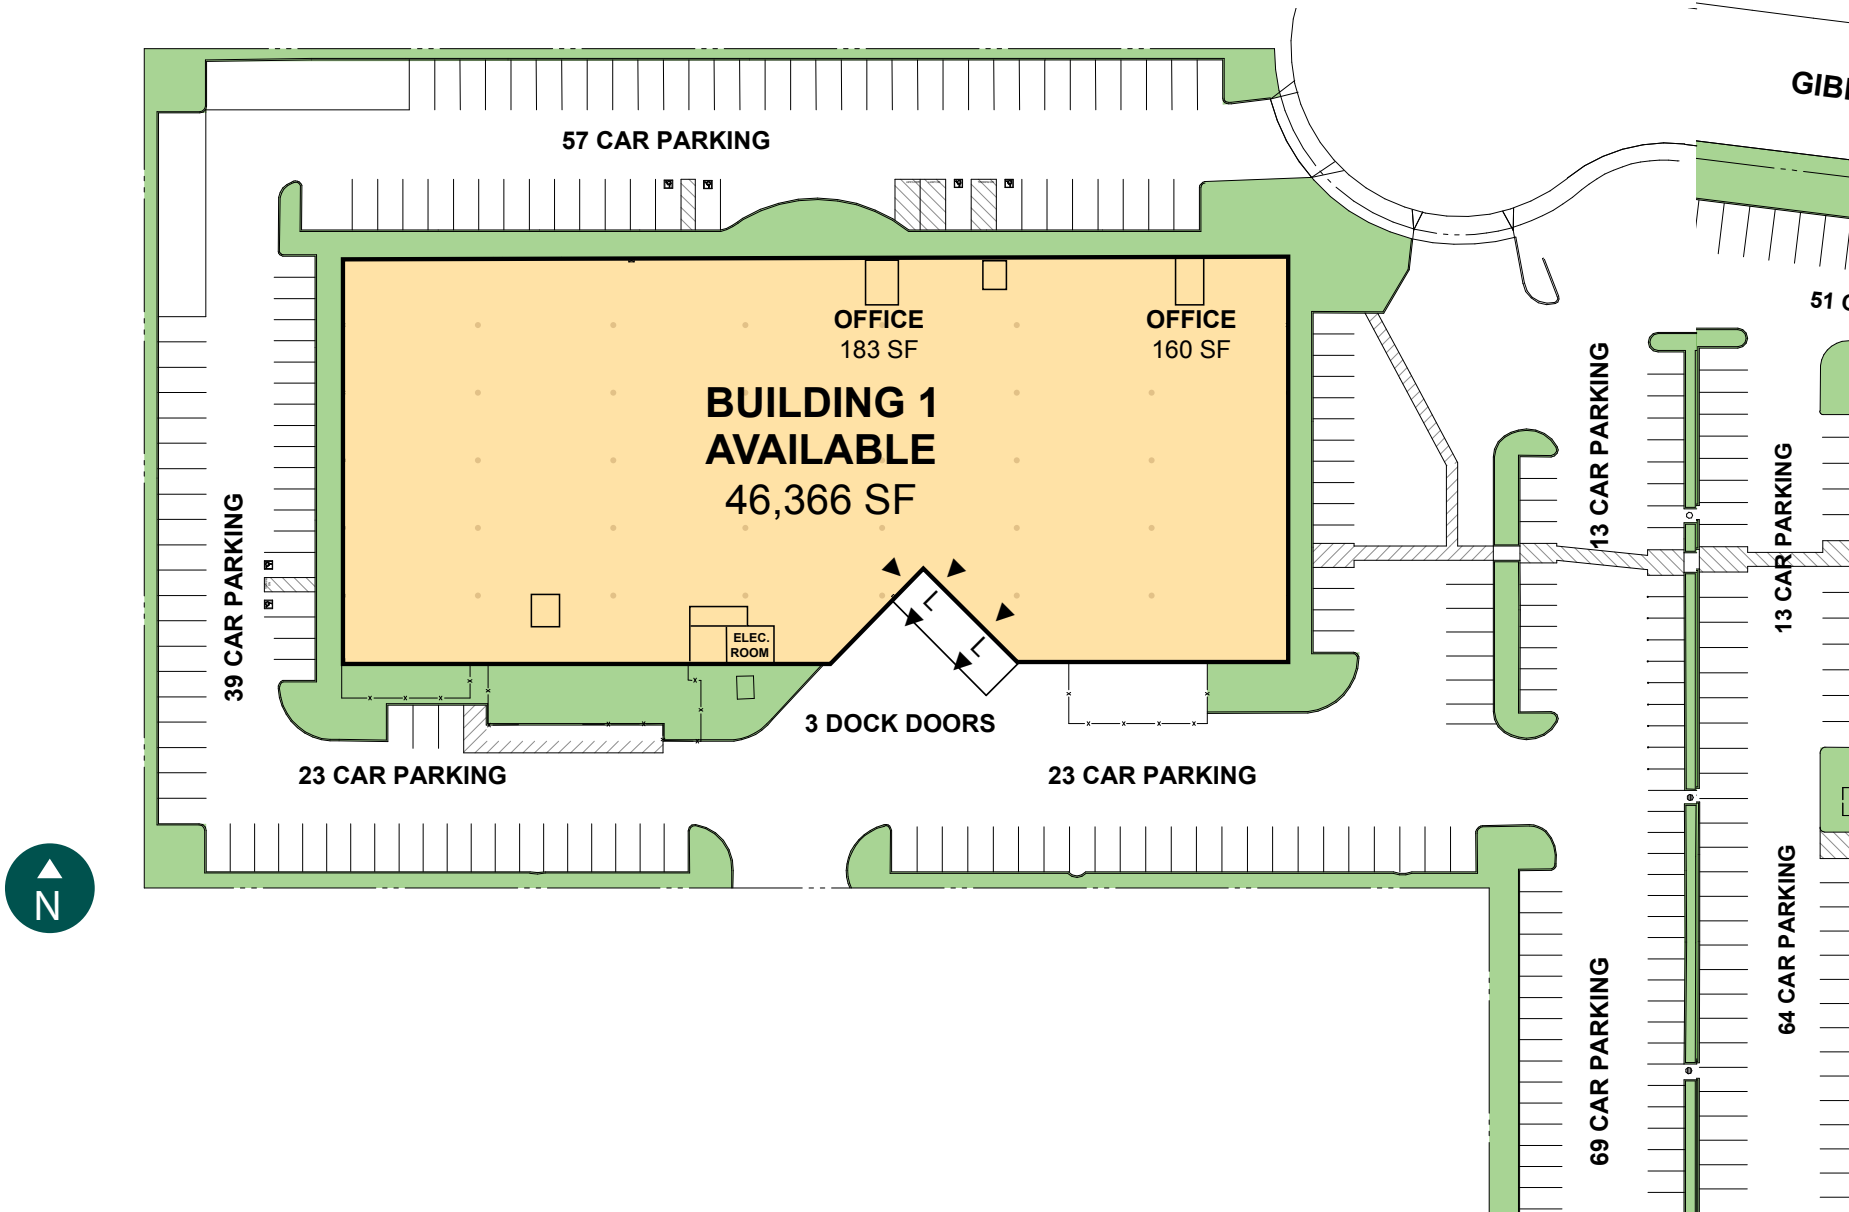 GIB
57 CAR PARKING
51
OFFICE
183 SF
OFFICE
160 SF
BUILDING 1
AVAILABLE
46,366 SF
13 CAR PARKING
13 CAR PARKING
39 CAR PARKING
ELEC.
ROOM
L
L
3 DOCK DOORS
23 CAR PARKING
23 CAR PARKING
N
64 CAR PARKING
69 CAR PARKING